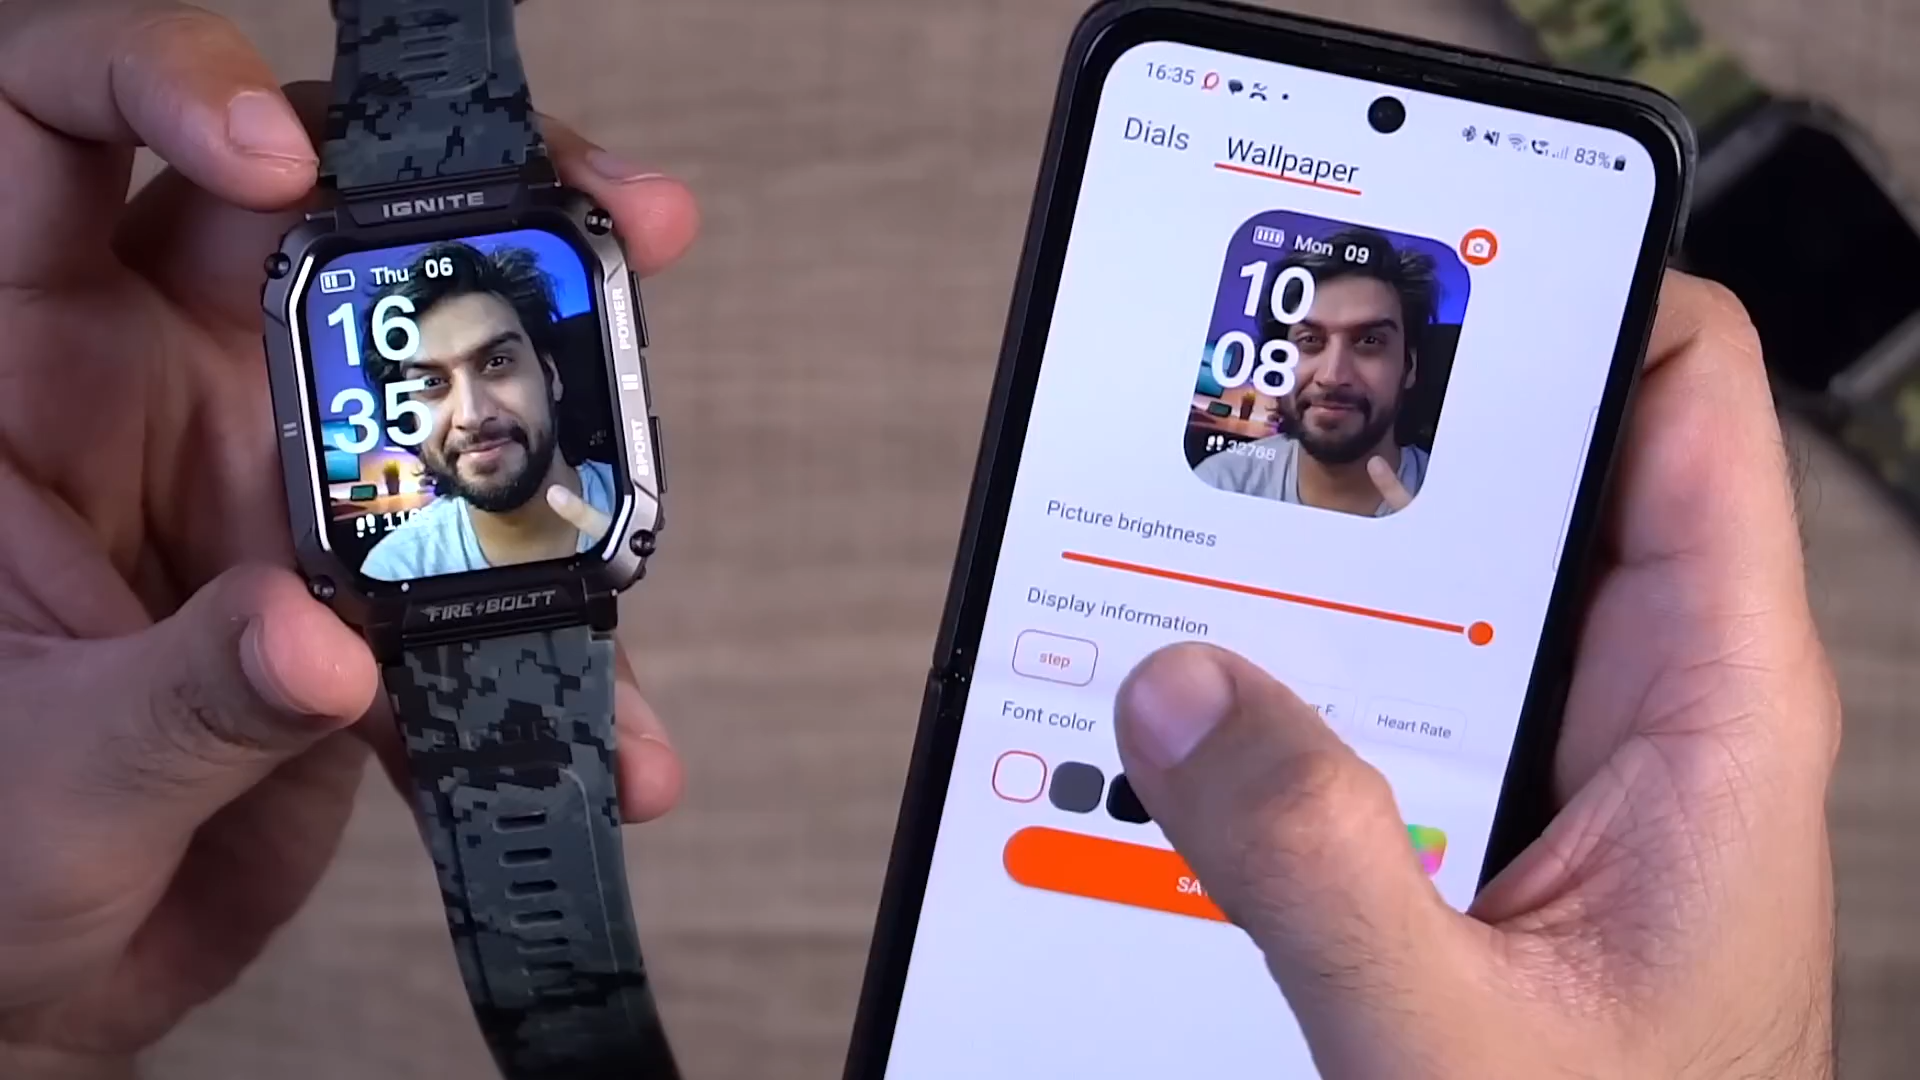 IGNITE
Thu 06
16
35
POWER
SPORT
FIRE BOLTT
16:35
83%
Dials
Wallpaper
Mon 09
10
08
32768
Picture brightness
Display information
step
Heart Rate
Font color